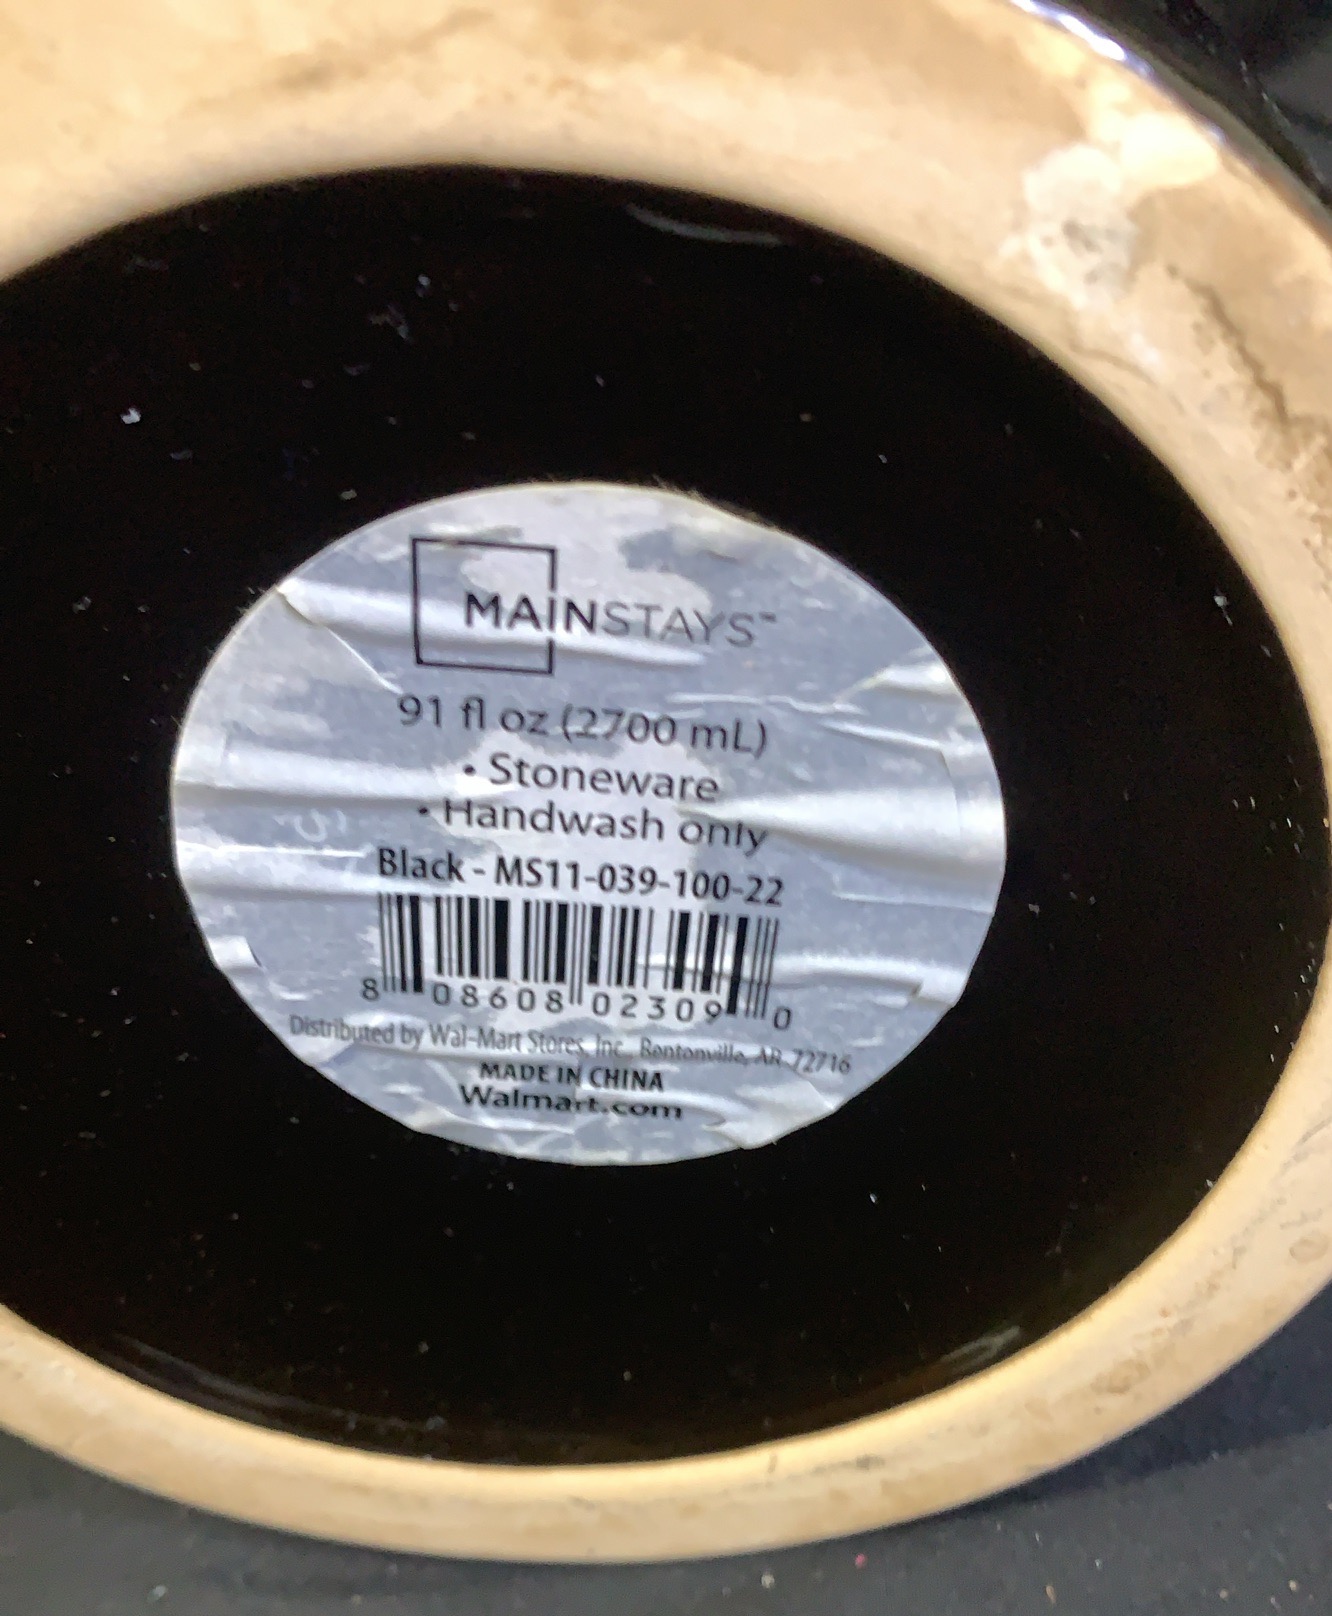 MAINSTAYS™
91 fl oz (2700 mL)
• Stoneware
• Handwash only
Black - MS11-039-100-22
8 08608 02309 0
Distributed by Wal-Mart Stores, Inc., Bentonville, AR 72716
MADE IN CHINA
Walmart.com